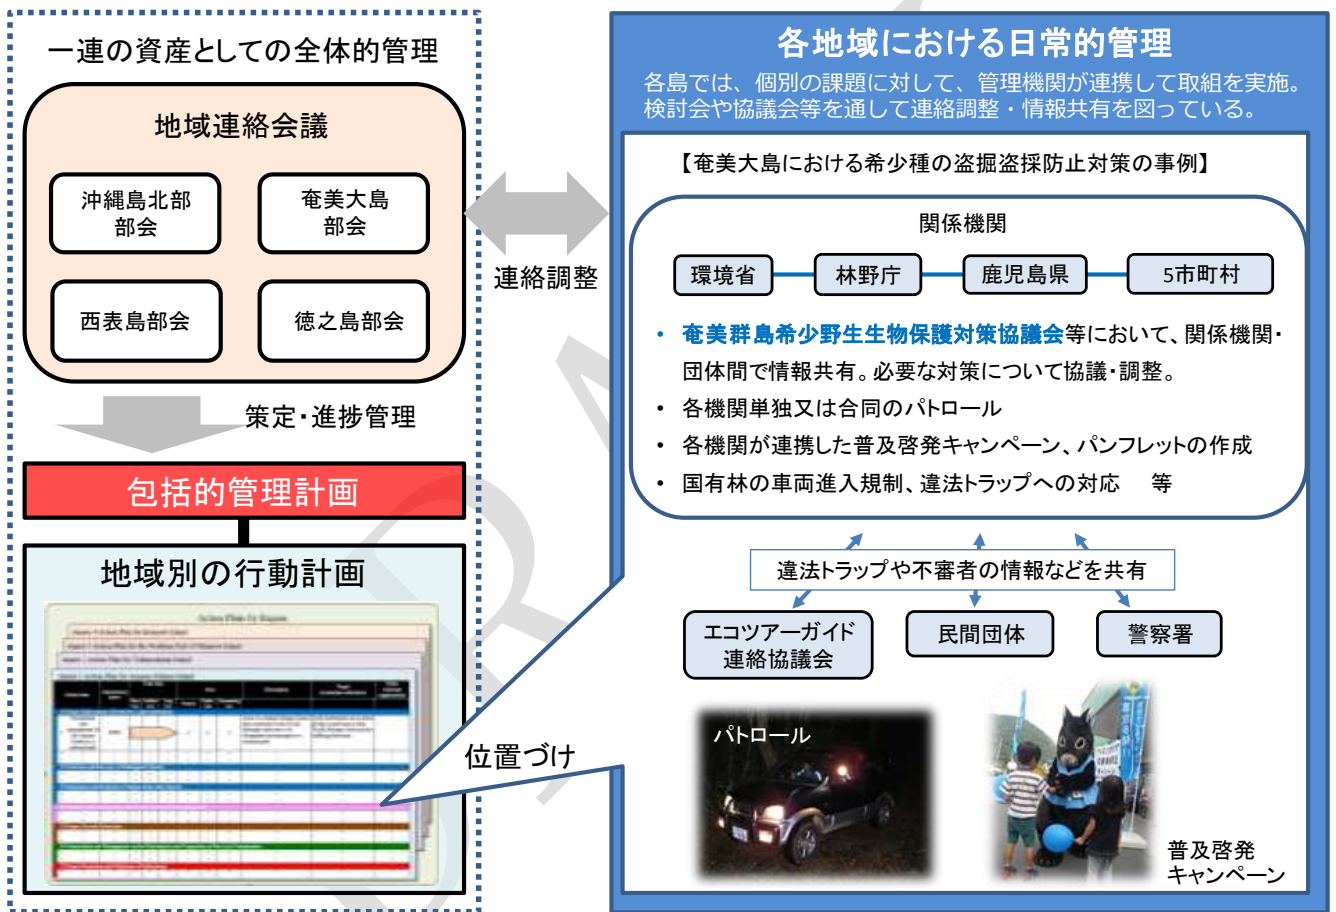 一連の資産としての全体的管理
地域連絡会議
沖縄島北部
部会
奄美大島
部会
西表島部会
徳之島部会
策定・進捗管理
包括的管理計画
地域別の行動計画
連絡調整
位置づけ
各地域における日常的管理
各島では、個別の課題に対して、管理機関が連携して取組を実施。
検討会や協議会等を通して連絡調整・情報共有を図っている。
【奄美大島における希少種の盗掘盗採防止対策の事例】
関係機関
環境省
林野庁
鹿児島県
5市町村
• 奄美群島希少野生生物保護対策協議会等において、関係機関・
団体間で情報共有。必要な対策について協議・調整。
• 各機関単独又は合同のパトロール
• 各機関が連携した普及啓発キャンペーン、パンフレットの作成
• 国有林の車両進入規制、違法トラップへの対応 等
違法トラップや不審者の情報などを共有
エコツアーガイド
連絡協議会
民間団体
警察署
パトロール
普及啓発
キャンペーン